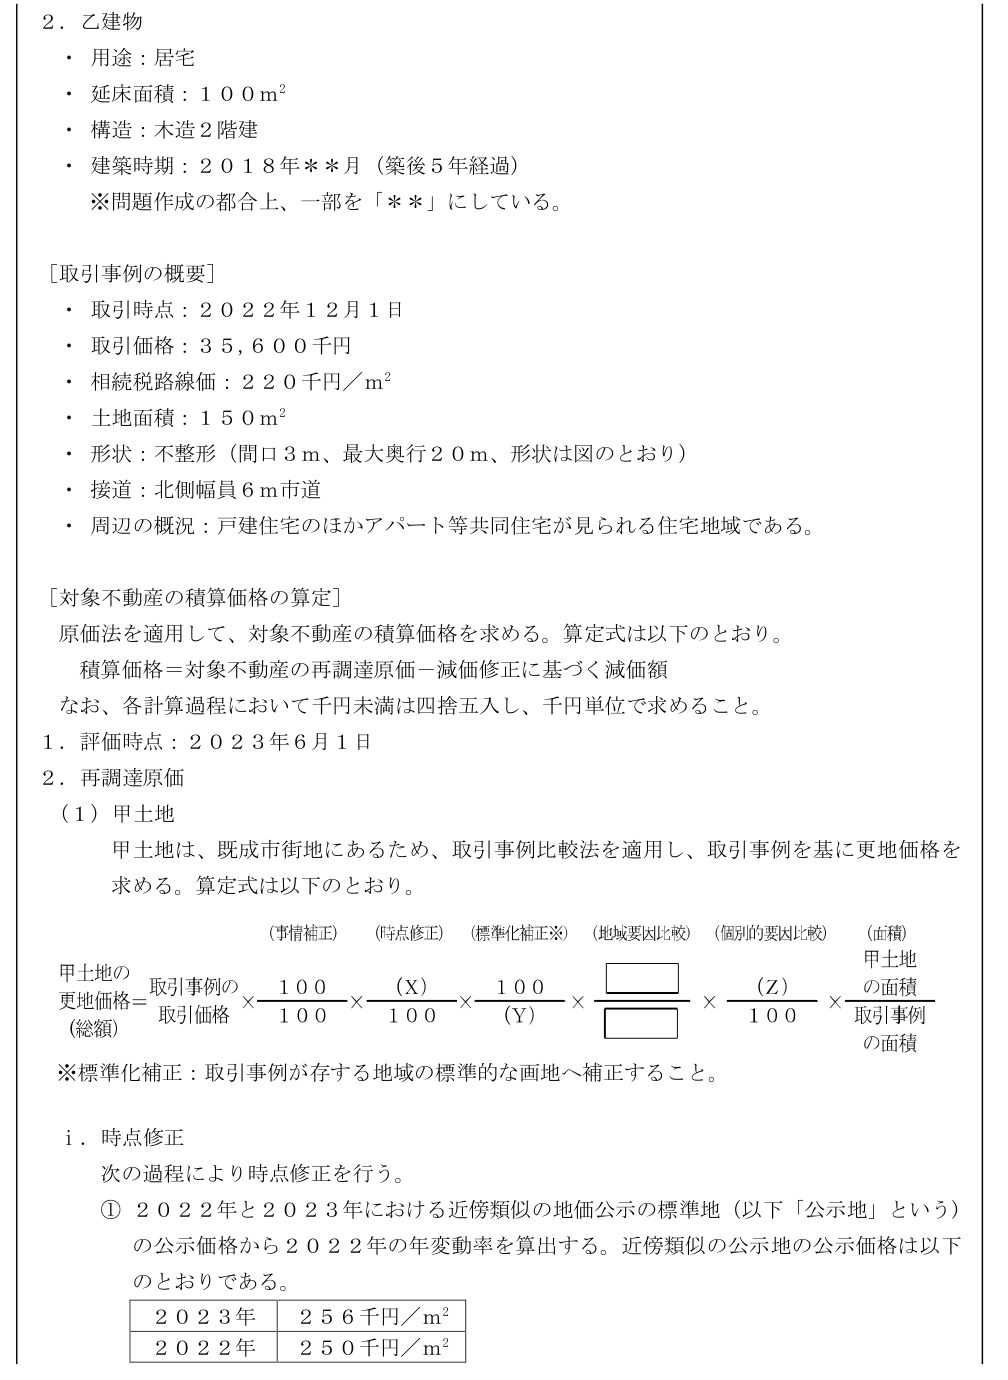 ２．乙建物
・ 用途：居宅
・ 延床面積：１００m²
・ 構造：木造２階建
・ 建築時期：２０１８年＊＊月（築後５年経過）
※問題作成の都合上、一部を「＊＊」にしている。
［取引事例の概要］
・ 取引時点：２０２２年１２月１日
・ 取引価格：３５，６００千円
・ 相続税路線価：２２０千円／m²
・ 土地面積：１５０m²
・ 形状：不整形（間口３m、最大奥行２０m、形状は図のとおり）
・ 接道：北側幅員６m市道
・ 周辺の概況：戸建住宅のほかアパート等共同住宅が見られる住宅地域である。
［対象不動産の積算価格の算定］
原価法を適用して、対象不動産の積算価格を求める。算定式は以下のとおり。
積算価格＝対象不動産の再調達原価－減価修正に基づく減価額
なお、各計算過程において千円未満は四捨五入し、千円単位で求めること。
１．評価時点：２０２３年６月１日
２．再調達原価
（１）甲土地
甲土地は、既成市街地にあるため、取引事例比較法を適用し、取引事例を基に更地価格を
求める。算定式は以下のとおり。
（事情補正） （時点修正） （標準化補正※） （地域要因比較） （個別的要因比較） （面積）
甲土地の更地価格（総額）＝取引事例の取引価格×１００／１００×（X）／１００×１００／（Y）×□／□×（Z）／１００×甲土地の面積／取引事例の面積
※標準化補正：取引事例が存する地域の標準的な画地へ補正すること。
ⅰ．時点修正
次の過程により時点修正を行う。
① ２０２２年と２０２３年における近傍類似の地価公示の標準地（以下「公示地」という）
の公示価格から２０２２年の年変動率を算出する。近傍類似の公示地の公示価格は以下
のとおりである。
２０２３年 ２５６千円／m²
２０２２年 ２５０千円／m²